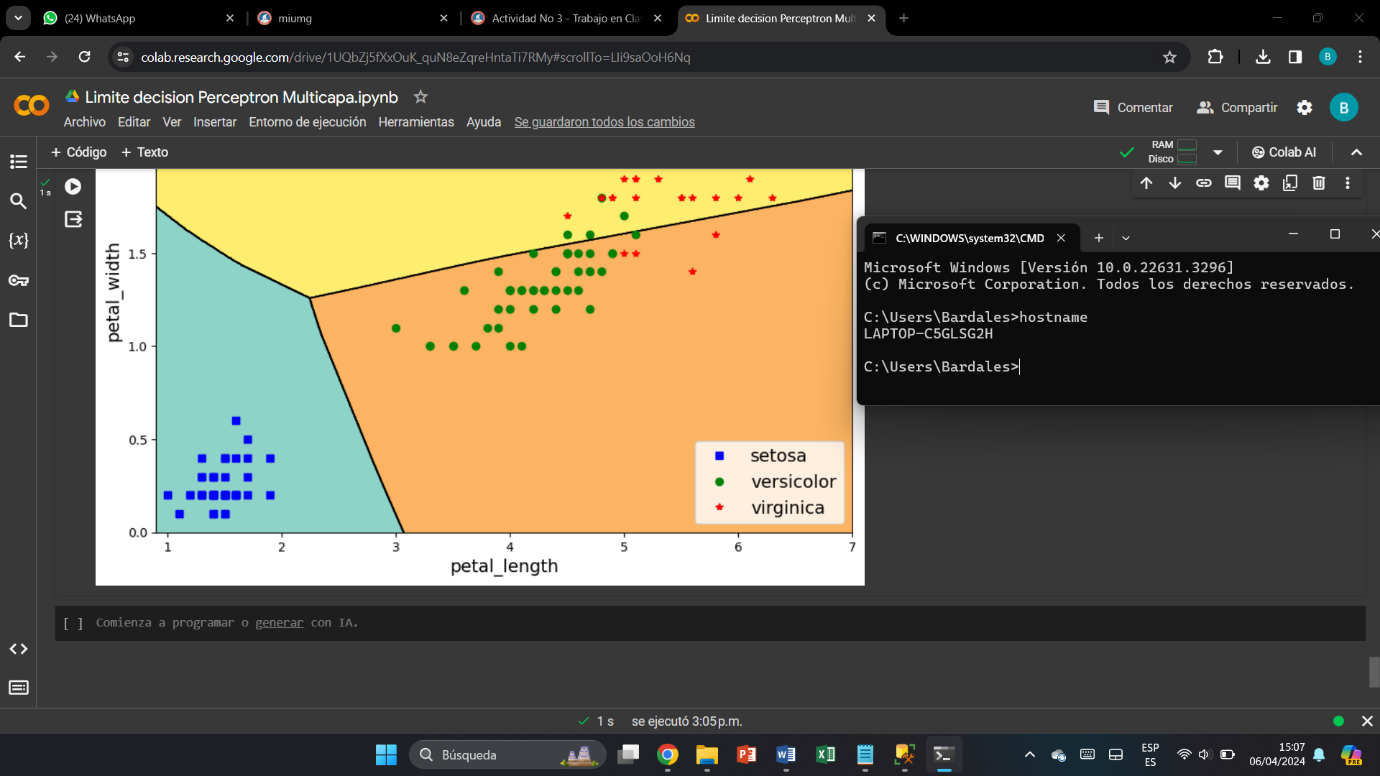 (24) WhatsApp
miumg
Actividad No 3 - Trabajo en Cla
Limite decision Perceptron Mult
colab.research.google.com/drive/1UQbZj5fXxOuK_quN8eZqreHntaTi7RMy#scrollTo=LIi9saOoH6Nq
B
Limite decision Perceptron Multicapa.ipynb
Comentar
Compartir
B
Archivo Editar Ver Insertar Entorno de ejecución Herramientas Ayuda Se guardaron todos los cambios
+ Código + Texto
RAM
Disco
Colab AI
{x}
1 s
petal_width
1.5
1.0
0.5
0.0
1 2 3 4 5 6 7
petal_length
setosa
versicolor
virginica
C:\WINDOWS\system32\CMD
Microsoft Windows [Versión 10.0.22631.3296]
(c) Microsoft Corporation. Todos los derechos reservados.
C:\Users\Bardales>hostname
LAPTOP-C5GLSG2H
C:\Users\Bardales>
[ ] Comienza a programar o generar con IA.
1 s se ejecutó 3:05 p.m.
Búsqueda
ESP
ES
15:07
06/04/2024
PRE